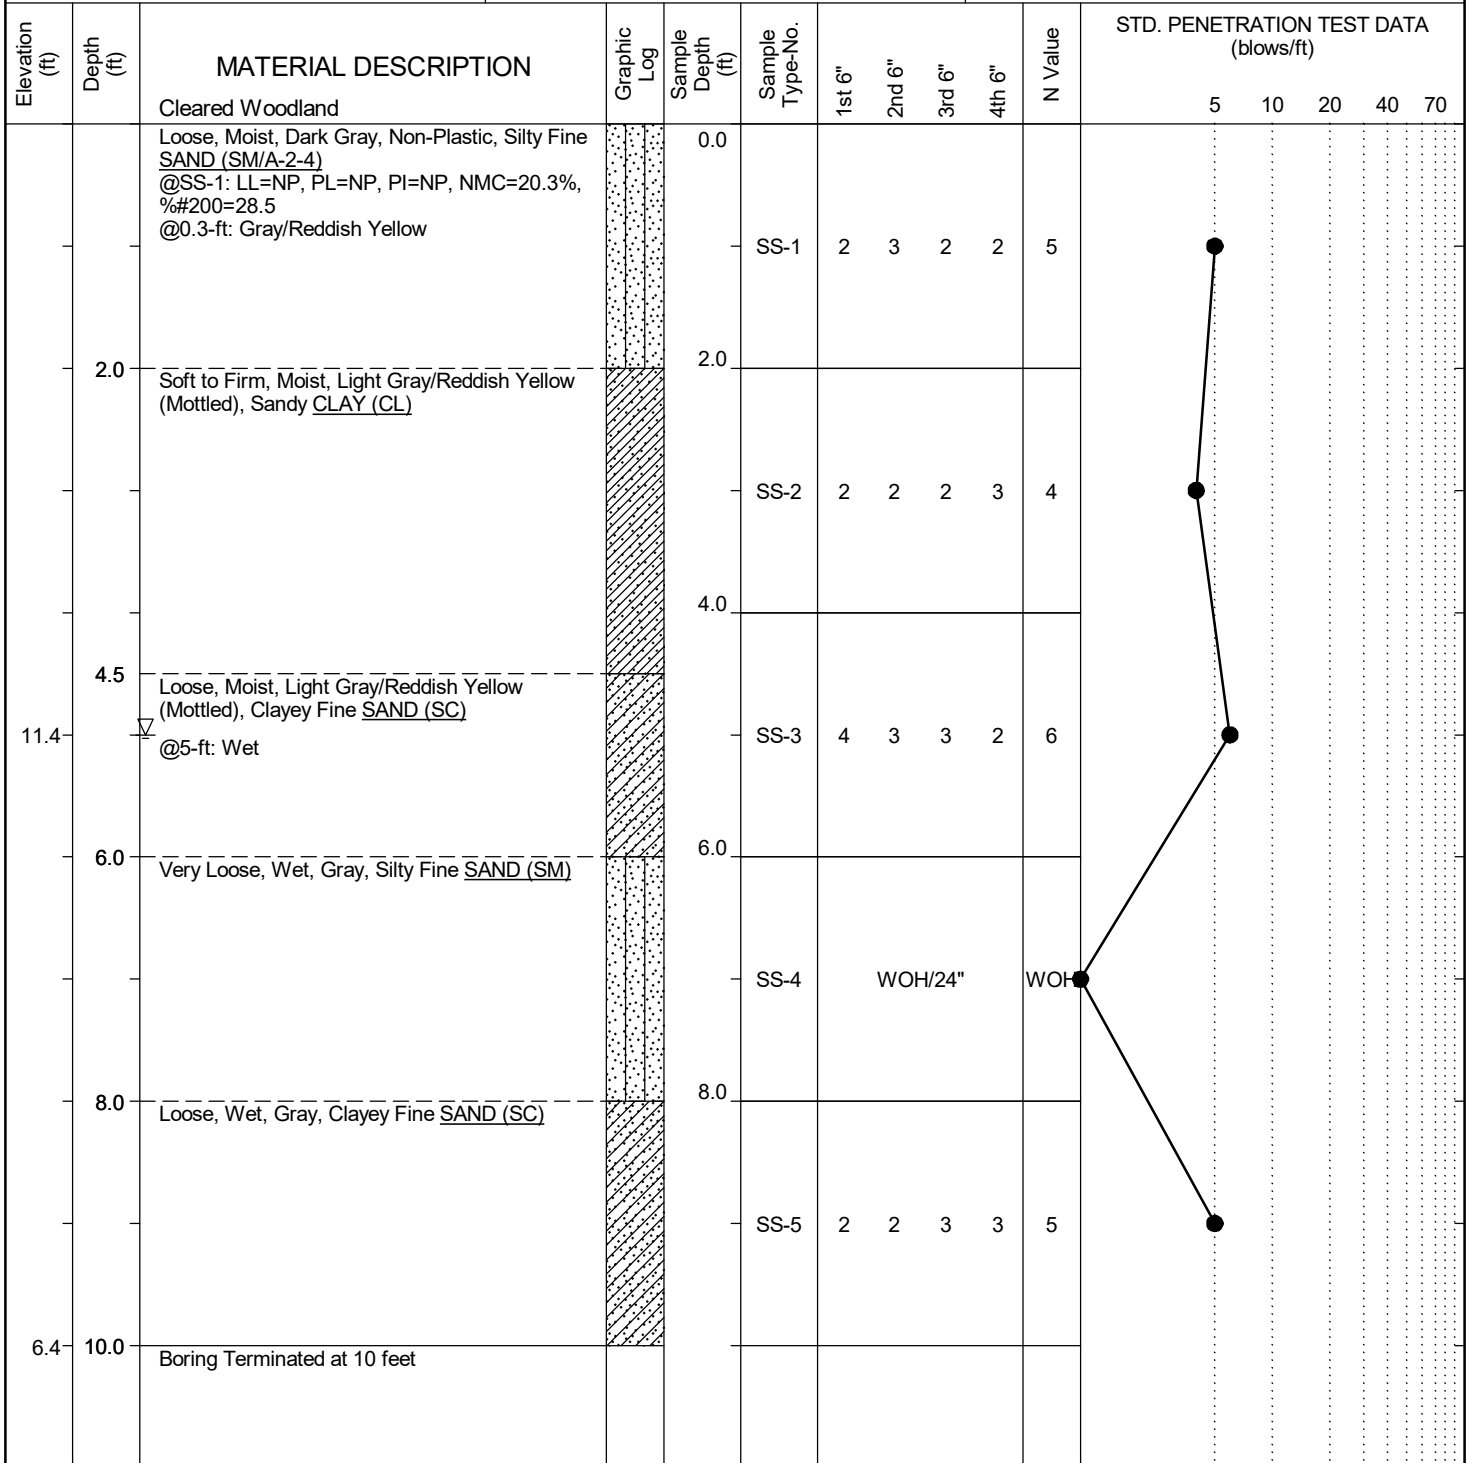 Elevation (ft)
Depth (ft)
MATERIAL DESCRIPTION
Cleared Woodland
Graphic Log
Sample Depth (ft)
Sample Type-No.
1st 6"
2nd 6"
3rd 6"
4th 6"
N Value
STD. PENETRATION TEST DATA
(blows/ft)
5 10 20 40 70
Loose, Moist, Dark Gray, Non-Plastic, Silty Fine
SAND (SM/A-2-4)
@SS-1: LL=NP, PL=NP, PI=NP, NMC=20.3%,
%#200=28.5
@0.3-ft: Gray/Reddish Yellow
0.0
SS-1 2 3 2 2 5
2.0
2.0
Soft to Firm, Moist, Light Gray/Reddish Yellow
(Mottled), Sandy CLAY (CL)
SS-2 2 2 2 3 4
4.0
4.5
Loose, Moist, Light Gray/Reddish Yellow
(Mottled), Clayey Fine SAND (SC)
11.4
@5-ft: Wet
SS-3 4 3 3 2 6
6.0
6.0
Very Loose, Wet, Gray, Silty Fine SAND (SM)
SS-4 WOH/24" WOH
8.0
8.0
Loose, Wet, Gray, Clayey Fine SAND (SC)
SS-5 2 2 3 3 5
6.4 10.0
Boring Terminated at 10 feet